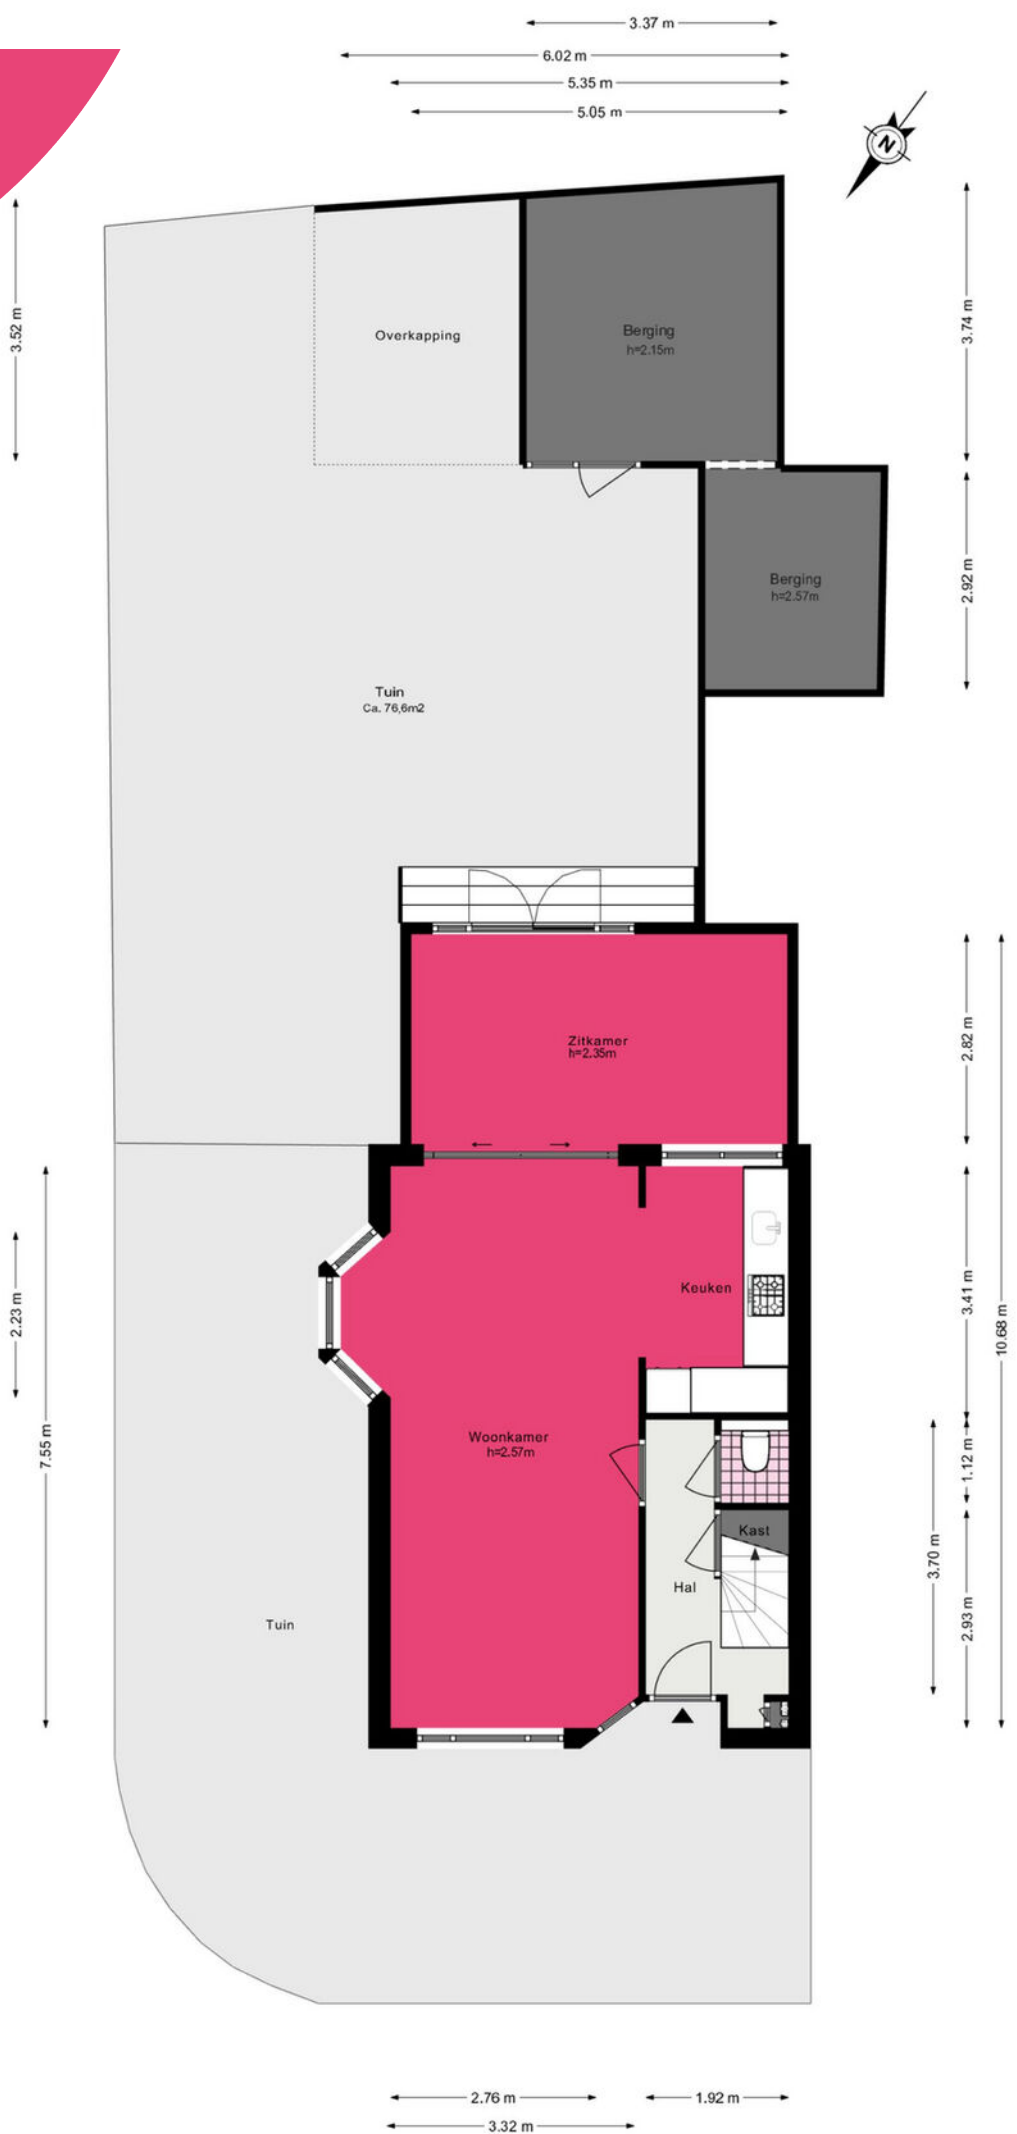 3.37 m
6.02 m
5.35 m
5.05 m
N
3.52 m
3.74 m
Overkapping
Berging
h=2.15m
2.92 m
Berging
h=2.57m
Tuin
Ca. 76,6m2
2.82 m
Zitkamer
h=2.35m
10.68 m
3.41 m
2.23 m
7.55 m
Keuken
Woonkamer
h=2.57m
1.12 m
3.70 m
Kast
Hal
2.93 m
Tuin
2.76 m
1.92 m
3.32 m